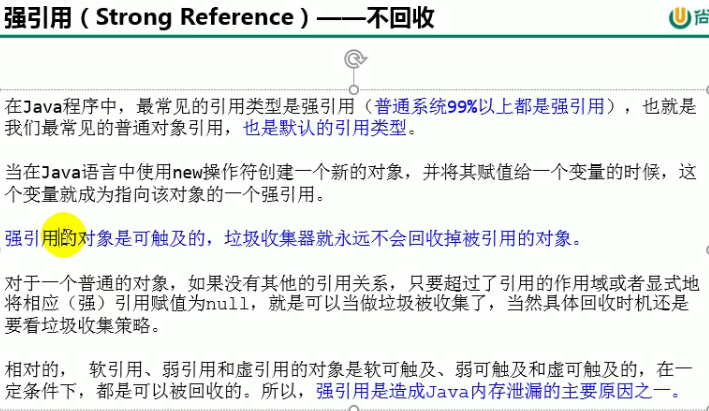 强引用(Strong Reference)——不回收
尚
在Java程序中，最常见的引用类型是强引用（普通系统99%以上都是强引用），也就是
我们最常见的普通对象引用，也是默认的引用类型。
当在Java语言中使用new操作符创建一个新的对象，并将其赋值给一个变量的时候，这
个变量就成为指向该对象的一个强引用。
强引用的对象是可触及的，垃圾收集器就永远不会回收掉被引用的对象。
对于一个普通的对象，如果没有其他的引用关系，只要超过了引用的作用域或者显式地
将相应（强）引用赋值为null，就是可以当做垃圾被收集了，当然具体回收时机还是
要看垃圾收集策略。
相对的， 软引用、弱引用和虚引用的对象是软可触及、弱可触及和虚可触及的，在一
定条件下，都是可以被回收的。所以，强引用是造成Java内存泄漏的主要原因之一。